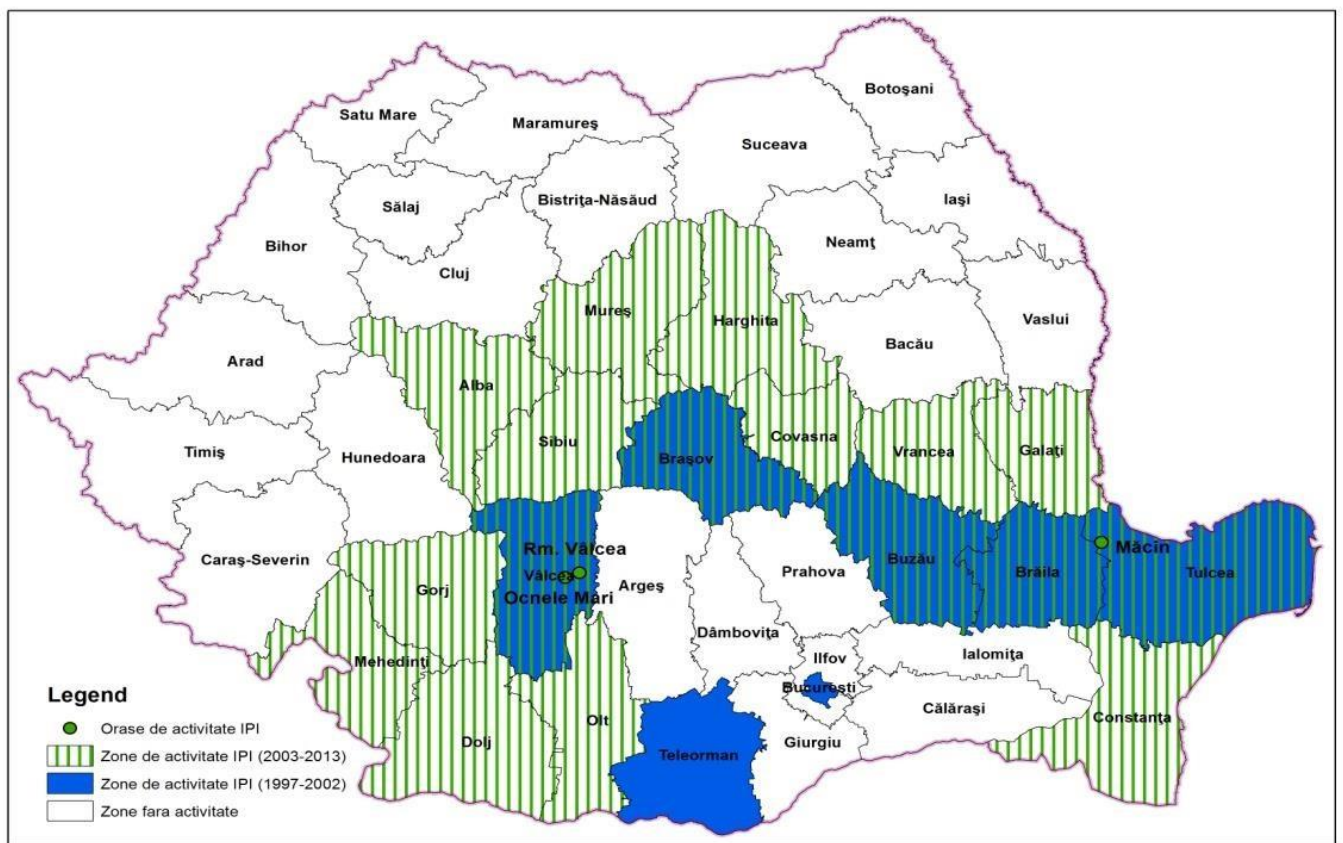 Botoşani
Satu Mare
Maramureş
Suceava
Iaşi
Bistriţa-Năsăud
Sălaj
Neamţ
Bihor
Cluj
Mureş
Harghita
Vaslui
Bacău
Arad
Alba
Sibiu
Covasna
Vrancea
Galaţi
Timiş
Hunedoara
Braşov
Caraş-Severin
Rm. Vâlcea
Vâlcea
Ocnele Mari
Argeş
Prahova
Buzău
Brăila
Măcin
Tulcea
Gorj
Dâmboviţa
Ilfov
Ialomiţa
Mehedinţi
Bucureşti
Călăraşi
Constanţa
Olt
Dolj
Giurgiu
Teleorman
Legend
Orase de activitate IPI
Zone de activitate IPI (2003-2013)
Zone de activitate IPI (1997-2002)
Zone fara activitate